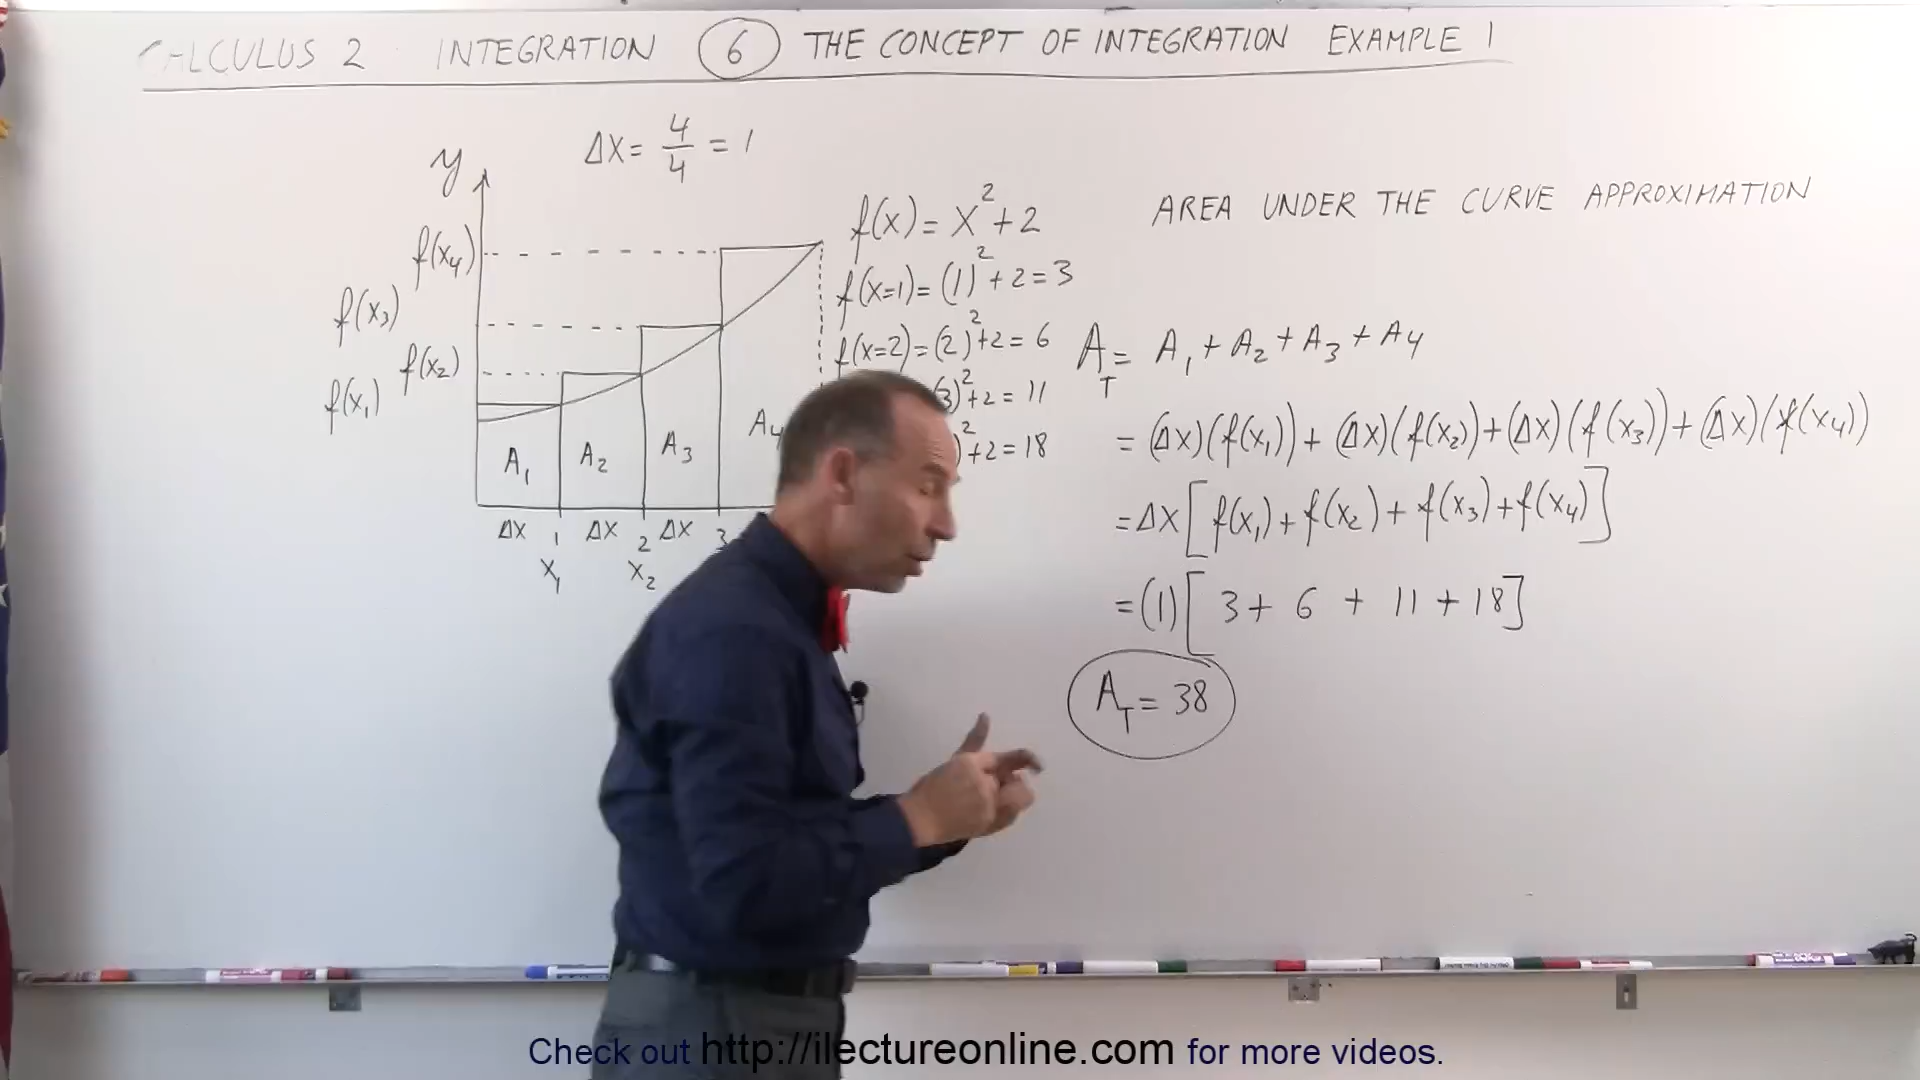 CALCULUS 2 INTEGRATION 6 THE CONCEPT OF INTEGRATION EXAMPLE 1
Δx = 4/4 = 1
y
f(x₄)
f(x₃)
f(x₂)
f(x₁)
A₁ A₂ A₃ A₄
Δx 1 Δx 2 Δx 3
x₁ x₂
f(x) = x² + 2
f(x=1) = (1)² + 2 = 3
f(x=2) = (2)² + 2 = 6
3)² + 2 = 11
)² + 2 = 18
AREA UNDER THE CURVE APPROXIMATION
A_T = A₁ + A₂ + A₃ + A₄
= (Δx)(f(x₁)) + (Δx)(f(x₂)) + (Δx)(f(x₃)) + (Δx)(f(x₄))
= Δx[f(x₁) + f(x₂) + f(x₃) + f(x₄)]
= (1)[3 + 6 + 11 + 18]
A_T = 38
Check out http://ilectureonline.com for more videos.